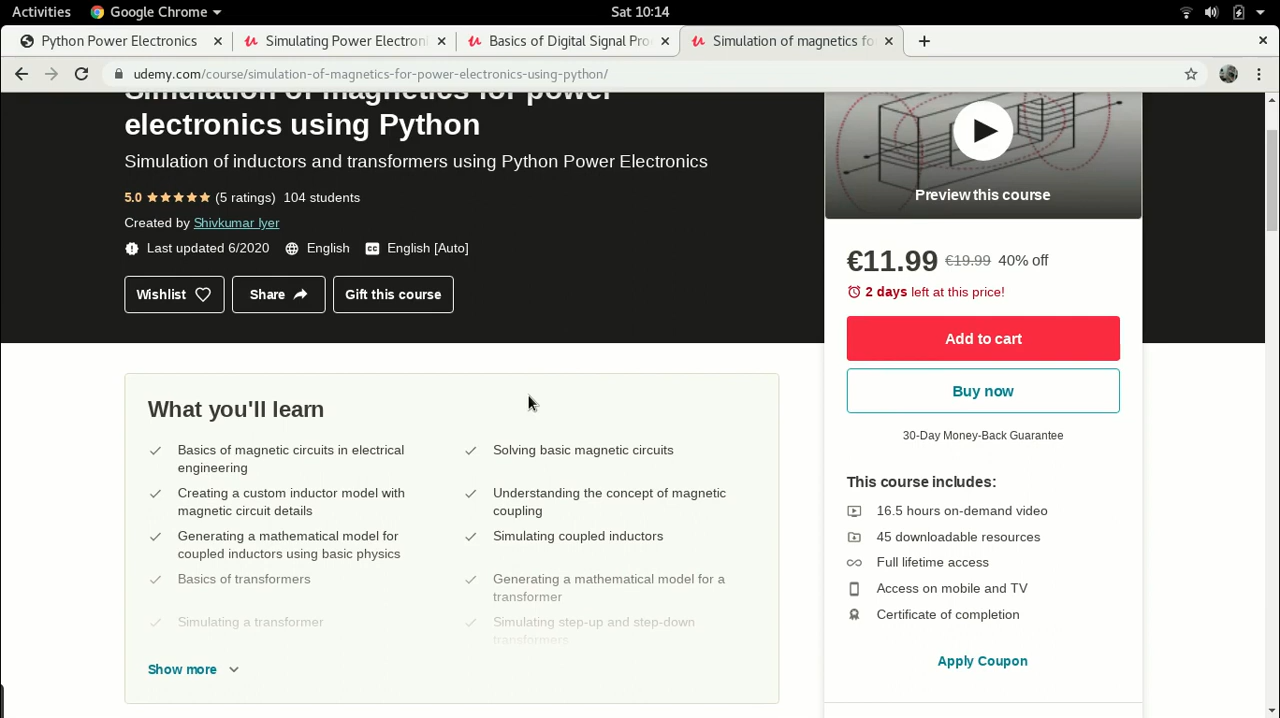 Activities Google Chrome Sat 10:14
Python Power Electronics Simulating Power Electroni Basics of Digital Signal Pro Simulation of magnetics fo
udemy.com/course/simulation-of-magnetics-for-power-electronics-using-python/
Simulation of magnetics for power
electronics using Python
Simulation of inductors and transformers using Python Power Electronics
5.0 (5 ratings) 104 students
Created by Shivkumar Iyer
Last updated 6/2020 English CC English [Auto]
Wishlist Share Gift this course
Preview this course
€11.99 €19.99 40% off
2 days left at this price!
Add to cart
Buy now
30-Day Money-Back Guarantee
This course includes:
16.5 hours on-demand video
45 downloadable resources
Full lifetime access
Access on mobile and TV
Certificate of completion
Apply Coupon
What you'll learn
Basics of magnetic circuits in electrical
engineering
Solving basic magnetic circuits
Creating a custom inductor model with
magnetic circuit details
Understanding the concept of magnetic
coupling
Generating a mathematical model for
coupled inductors using basic physics
Simulating coupled inductors
Basics of transformers
Generating a mathematical model for a
transformer
Simulating a transformer
Simulating step-up and step-down
transformers
Show more